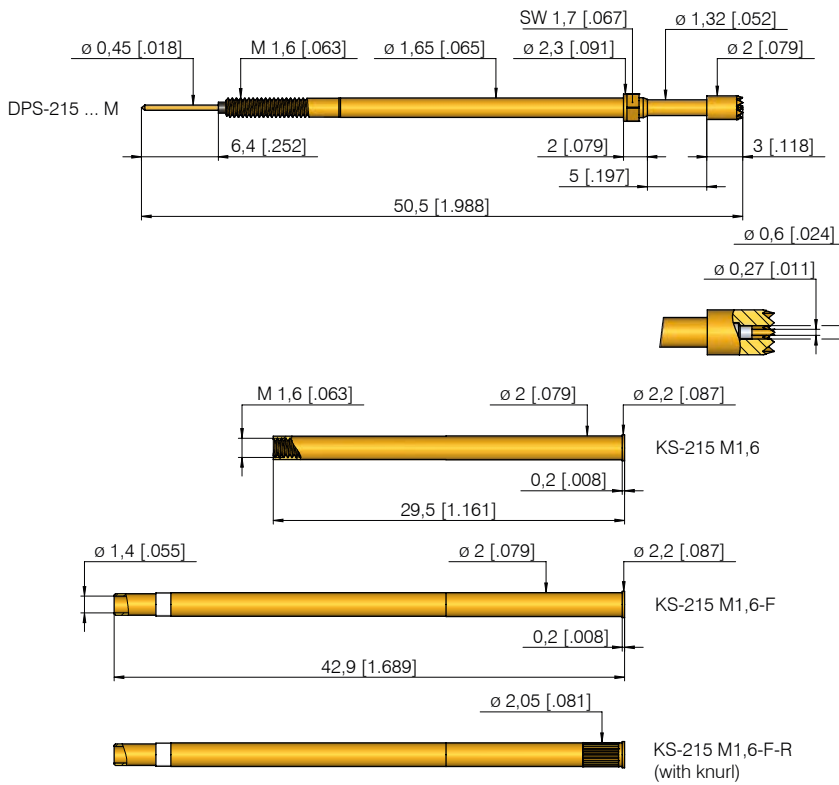 SW 1,7 [.067]
ø 1,32 [.052]
ø 0,45 [.018]
M 1,6 [.063]
ø 1,65 [.065]
ø 2,3 [.091]
ø 2 [.079]
DPS-215 ... M
6,4 [.252]
2 [.079]
3 [.118]
5 [.197]
50,5 [1.988]
ø 0,6 [.024]
ø 0,27 [.011]
M 1,6 [.063]
ø 2 [.079]
ø 2,2 [.087]
KS-215 M1,6
0,2 [.008]
29,5 [1.161]
ø 1,4 [.055]
ø 2 [.079]
ø 2,2 [.087]
KS-215 M1,6-F
0,2 [.008]
42,9 [1.689]
ø 2,05 [.081]
KS-215 M1,6-F-R
(with knurl)